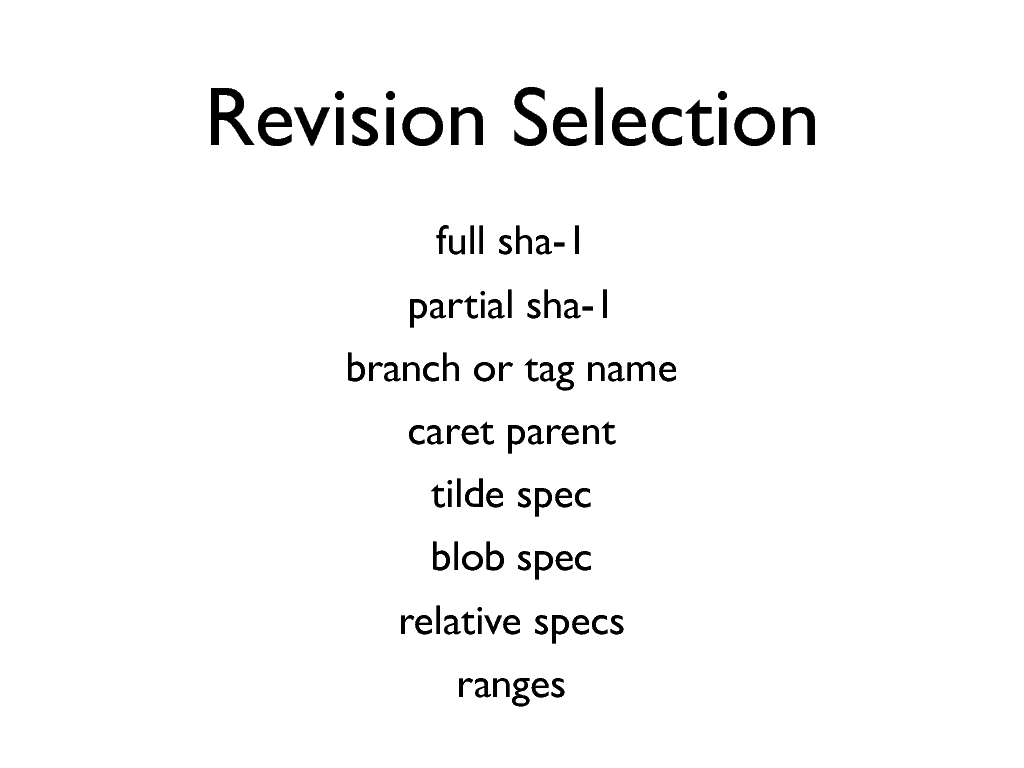 Revision Selection
full sha-1
partial sha-1
branch or tag name
caret parent
tilde spec
blob spec
relative specs
ranges